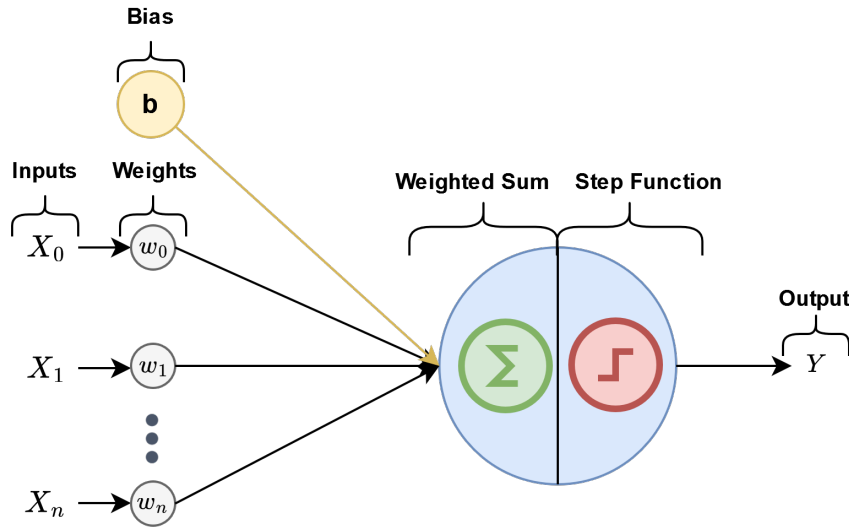 Bias
b
Inputs Weights
Weighted Sum Step Function
X₀ w₀
Output
X₁ w₁ Σ Y
Xₙ wₙ